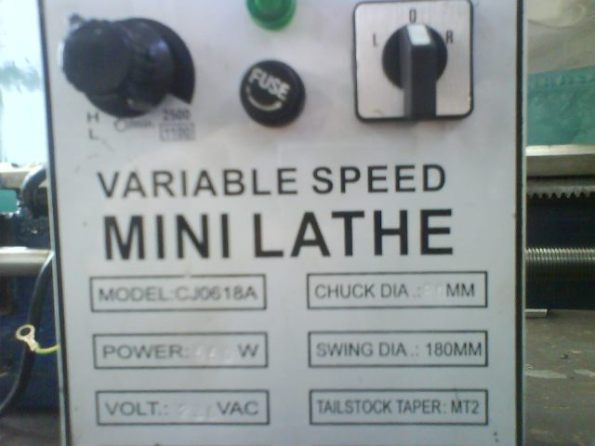 FUSE
L O R
H 2500
L 1100
VARIABLE SPEED
MINI LATHE
MODEL:CJ0618A
CHUCK DIA.: MM
POWER: W
SWING DIA.: 180MM
VOLT.: VAC
TAILSTOCK TAPER: MT2